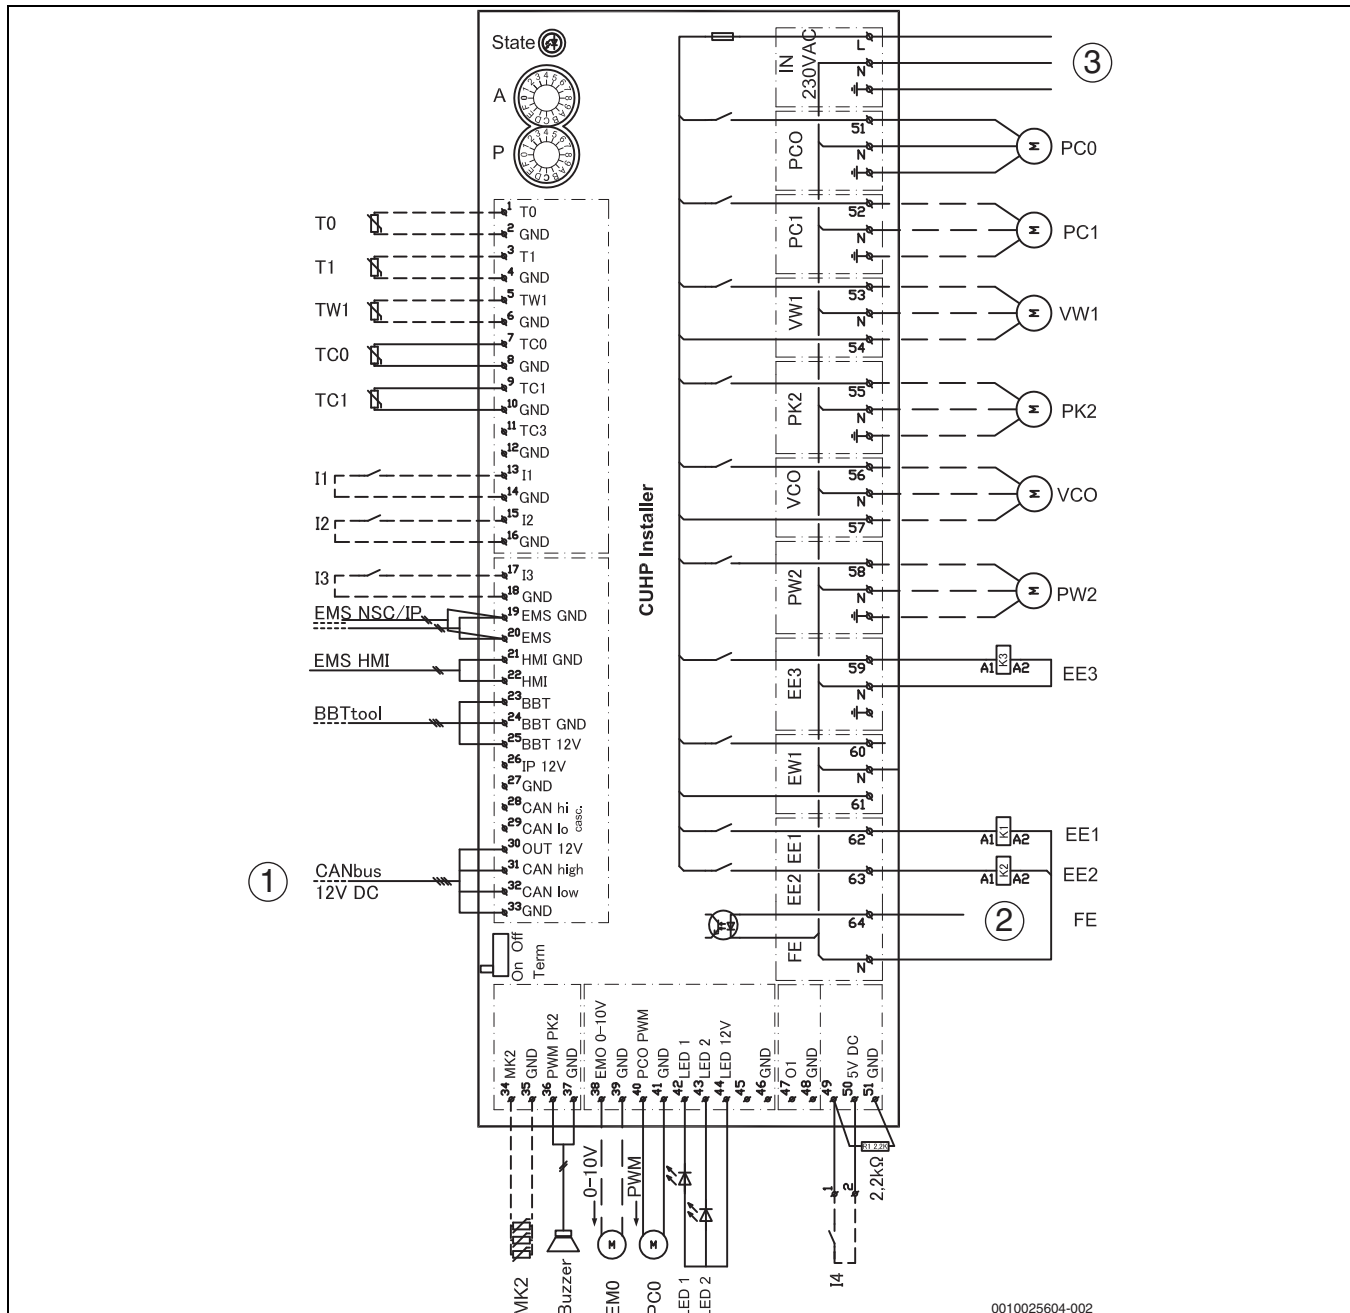 State
A
P
CUHP Installer
T0
T1
TW1
TC0
TC1
I1
I2
I3
EMS NSC/IP
EMS HMI
BBTtool
1
CANbus
12V DC
1 T0
2 GND
3 T1
4 GND
5 TW1
6 GND
7 TC0
8 GND
9 TC1
10 GND
11 TC3
12 GND
13 I1
14 GND
15 I2
16 GND
17 I3
18 GND
19 EMS GND
20 EMS
21 HMI GND
22 HMI
23 BBT
24 BBT GND
25 BBT 12V
26 IP 12V
27 GND
28 CAN hi
29 CAN lo
casc.
30 OUT 12V
31 CAN high
32 CAN low
33 GND
On Off
Term
IN
230VAC
L
N
3
PCO
51
N
PC0
PC1
52
N
PC1
VW1
53
N
54
VW1
PK2
55
N
PK2
VCO
56
N
57
VCO
PW2
58
N
PW2
EE3
59
N
A1 K3 A2
EE3
EW1
60
N
61
EE1
62
A1 K1 A2
EE1
EE2
63
A1 K2 A2
EE2
FE
64
N
2
FE
34 MK2
35 GND
36 PWM PK2
37 GND
38 EMO 0-10V
39 GND
40 PCO PWM
41 GND
42 LED 1
43 LED 2
44 LED 12V
45
46 GND
47 O1
48 GND
49
50 5V DC
51 GND
R1 2,2K
2,2kΩ
0-10V
PWM
1
2
M
M
M
M
M
M
M
M
MK2
Buzzer
EM0
PC0
LED 1
LED 2
I4
0010025604-002